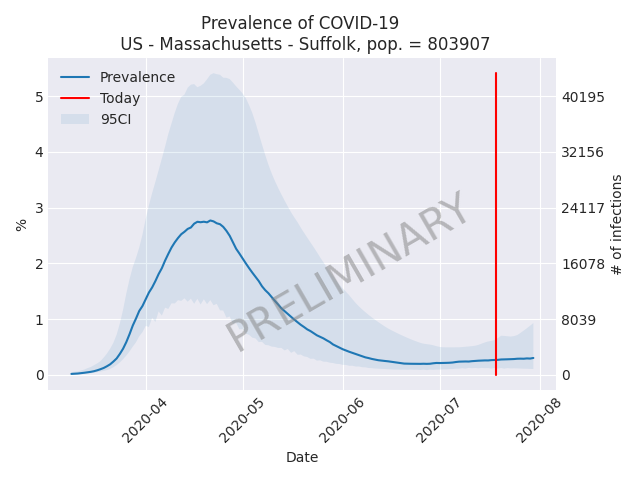 Prevalence of COVID-19
US - Massachusetts - Suffolk, pop. = 803907
Prevalence
Today
95CI
5
4
3
2
1
0
%
40195
32156
24117
16078
8039
0
# of infections
PRELIMINARY
2020-04
2020-05
2020-06
2020-07
2020-08
Date